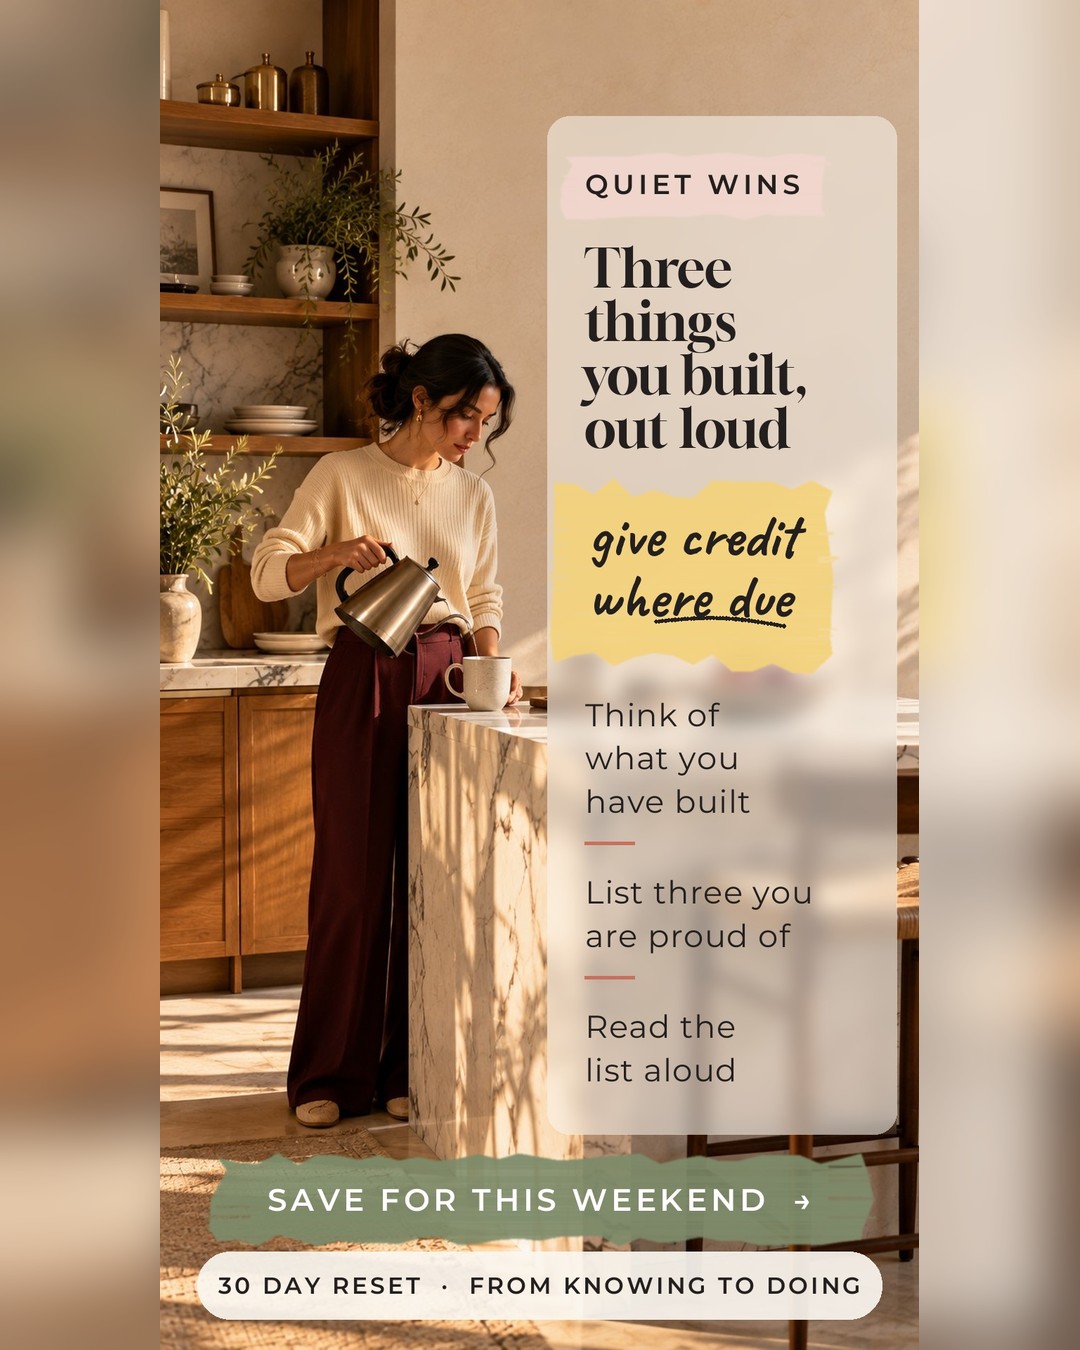 QUIET WINS
Three
things
you built,
out loud
give credit
where due
Think of
what you
have built
List three you
are proud of
Read the
list aloud
SAVE FOR THIS WEEKEND →
30 DAY RESET · FROM KNOWING TO DOING